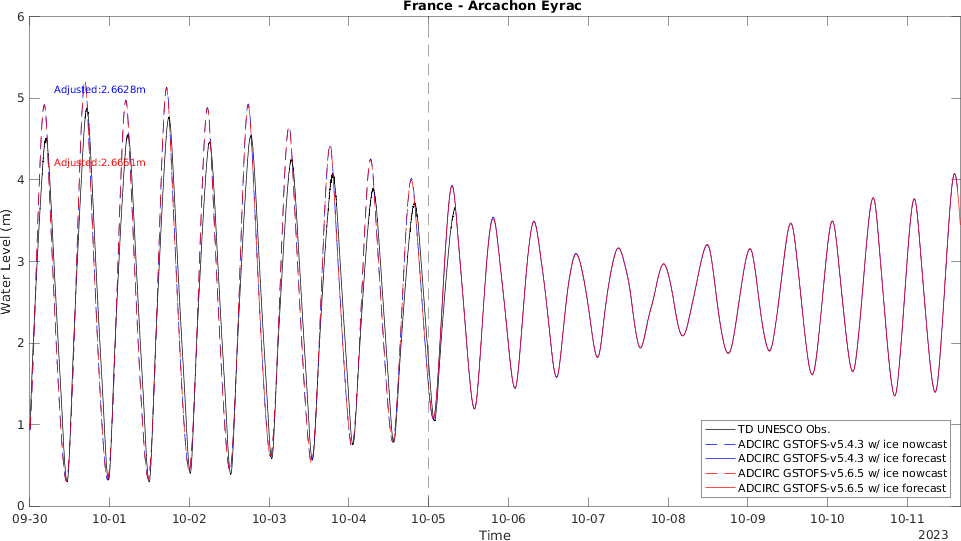 France - Arcachon Eyrac
6
5
4
3
2
1
0
Water Level (m)
Adjusted:2.6628m
Adjusted:2.6661m
TD UNESCO Obs.
ADCIRC GSTOFS-v5.4.3 w/ ice nowcast
ADCIRC GSTOFS-v5.4.3 w/ ice forecast
ADCIRC GSTOFS-v5.6.5 w/ ice nowcast
ADCIRC GSTOFS-v5.6.5 w/ ice forecast
09-30 10-01 10-02 10-03 10-04 10-05 10-06 10-07 10-08 10-09 10-10 10-11
Time
2023